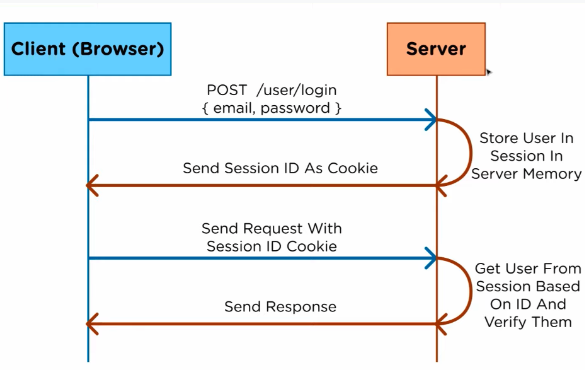 Client (Browser)
Server
POST /user/login
{ email, password }
Store User In
Session In
Server Memory
Send Session ID As Cookie
Send Request With
Session ID Cookie
Get User From
Session Based
On ID And
Verify Them
Send Response